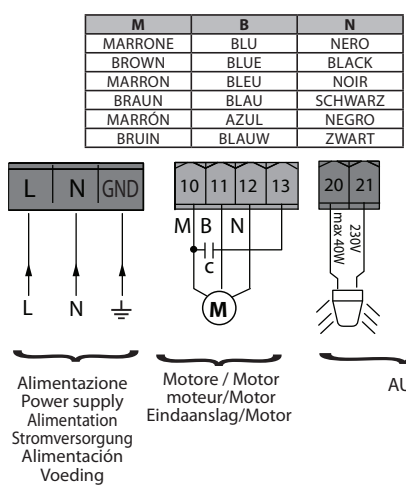 M B N
MARRONE BLU NERO
BROWN BLUE BLACK
MARRON BLEU NOIR
BRAUN BLAU SCHWARZ
MARRÓN AZUL NEGRO
BRUIN BLAUW ZWART
L N GND
10 11 12 13
20 21
M B N
C
230V
max 40W
L N
M
Alimentazione
Power supply
Alimentation
Stromversorgung
Alimentación
Voeding
Motore / Motor
moteur/Motor
Eindaanslag/Motor
AU